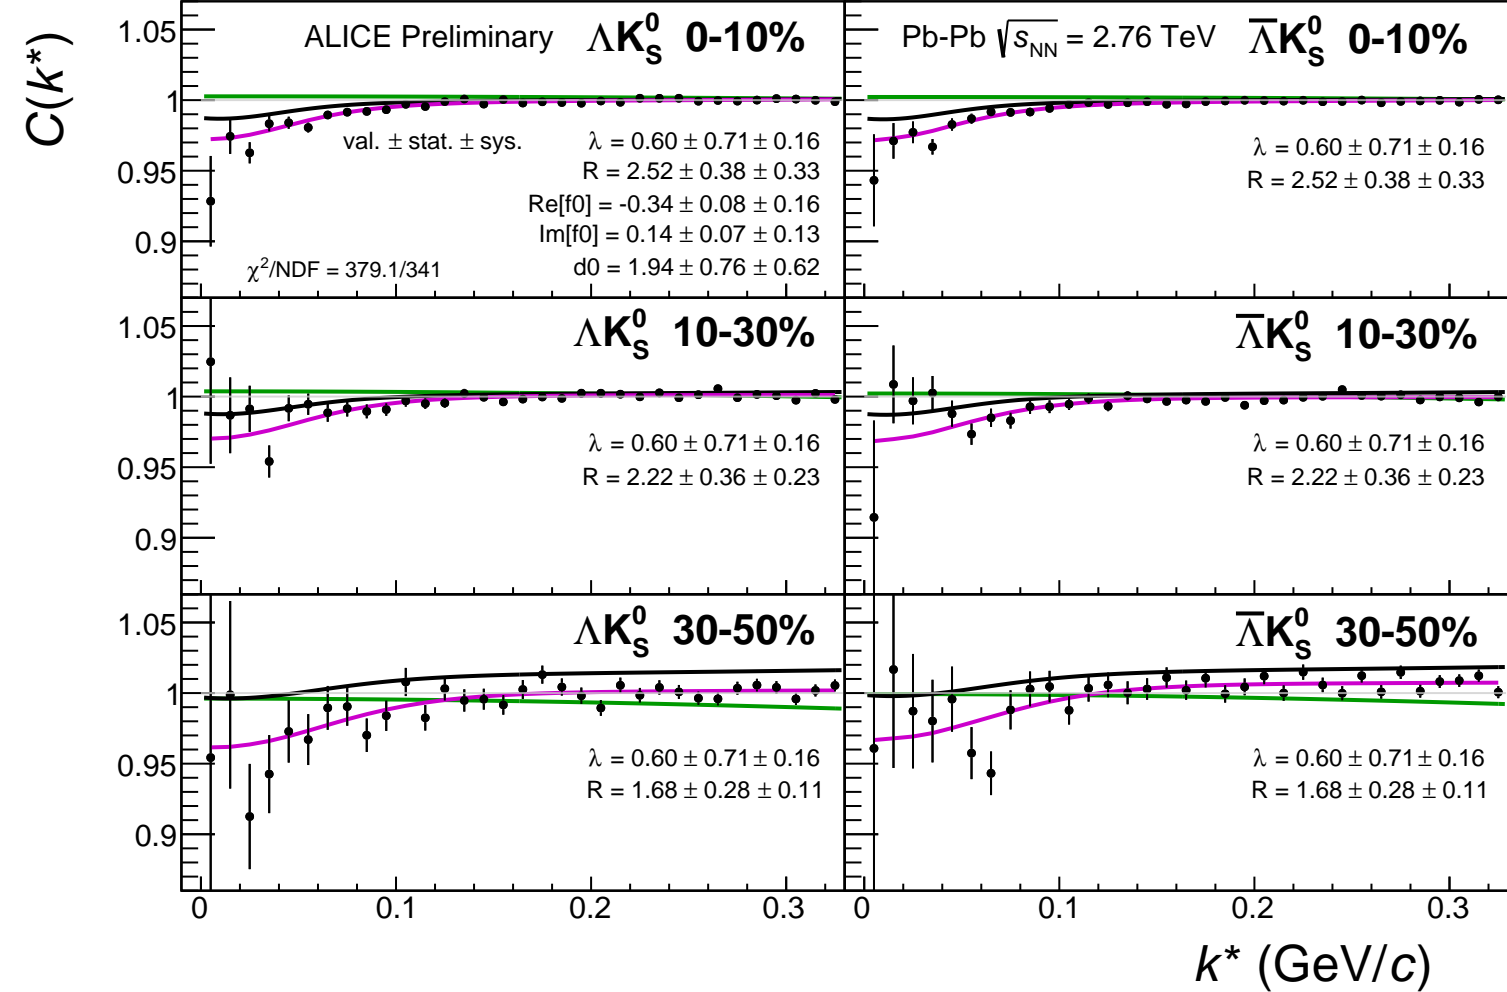 C(k*)
ALICE Preliminary ΛK⁰_S 0-10%
1.05
1
0.95
0.9
val. ± stat. ± sys.
λ = 0.60 ± 0.71 ± 0.16
R = 2.52 ± 0.38 ± 0.33
Re[f0] = -0.34 ± 0.08 ± 0.16
Im[f0] = 0.14 ± 0.07 ± 0.13
d0 = 1.94 ± 0.76 ± 0.62
χ²/NDF = 379.1/341
Pb-Pb √s_NN = 2.76 TeV Λ̅K⁰_S 0-10%
λ = 0.60 ± 0.71 ± 0.16
R = 2.52 ± 0.38 ± 0.33
ΛK⁰_S 10-30%
1.05
1
0.95
0.9
λ = 0.60 ± 0.71 ± 0.16
R = 2.22 ± 0.36 ± 0.23
Λ̅K⁰_S 10-30%
λ = 0.60 ± 0.71 ± 0.16
R = 2.22 ± 0.36 ± 0.23
ΛK⁰_S 30-50%
1.05
1
0.95
0.9
λ = 0.60 ± 0.71 ± 0.16
R = 1.68 ± 0.28 ± 0.11
Λ̅K⁰_S 30-50%
λ = 0.60 ± 0.71 ± 0.16
R = 1.68 ± 0.28 ± 0.11
0 0.1 0.2 0.3
0 0.1 0.2 0.3
k* (GeV/c)